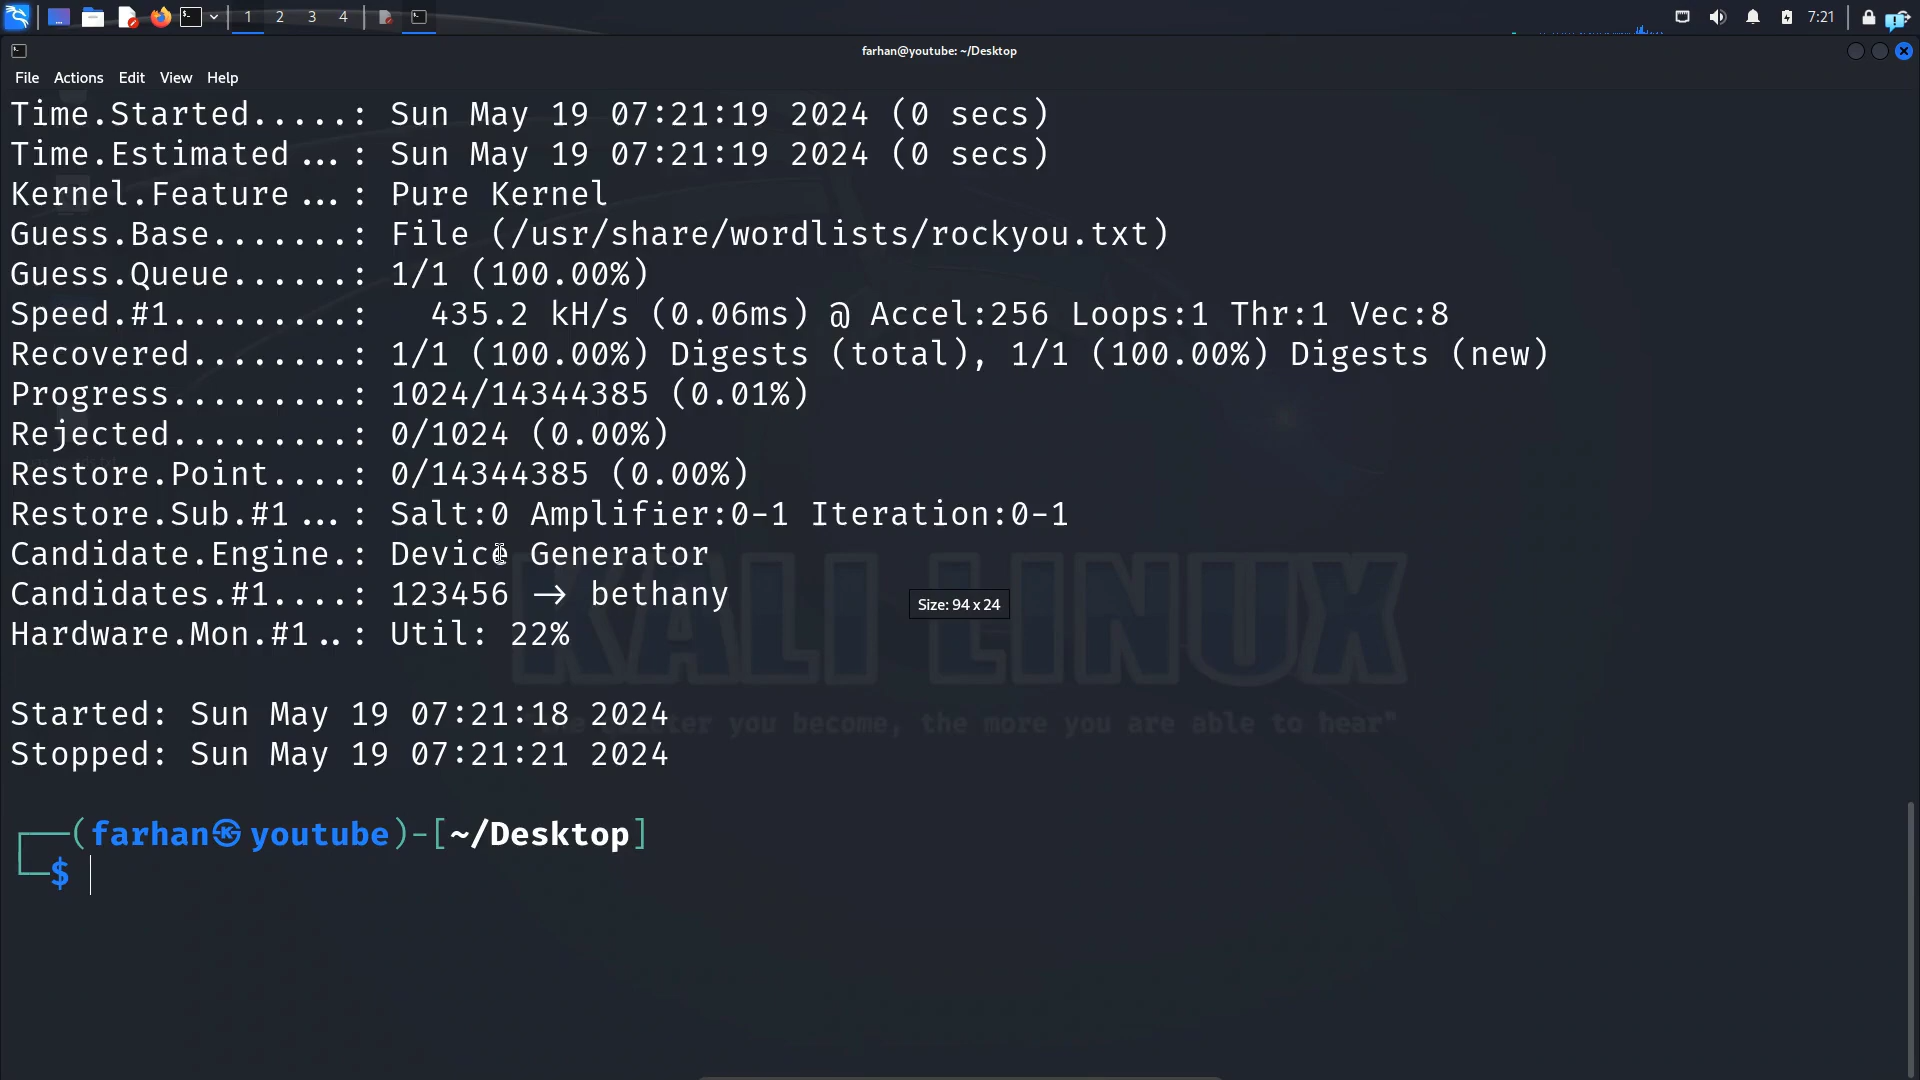 1 2 3 4 7:21
farhan@youtube: ~/Desktop
File Actions Edit View Help
Time.Started.....: Sun May 19 07:21:19 2024 (0 secs)
Time.Estimated...: Sun May 19 07:21:19 2024 (0 secs)
Kernel.Feature...: Pure Kernel
Guess.Base.......: File (/usr/share/wordlists/rockyou.txt)
Guess.Queue......: 1/1 (100.00%)
Speed.#1.........:   435.2 kH/s (0.06ms) @ Accel:256 Loops:1 Thr:1 Vec:8
Recovered........: 1/1 (100.00%) Digests (total), 1/1 (100.00%) Digests (new)
Progress.........: 1024/14344385 (0.01%)
Rejected.........: 0/1024 (0.00%)
Restore.Point....: 0/14344385 (0.00%)
Restore.Sub.#1...: Salt:0 Amplifier:0-1 Iteration:0-1
Candidate.Engine.: Device Generator
Candidates.#1....: 123456 -> bethany
Size: 94 x 24
Hardware.Mon.#1..: Util: 22%
KALI LINUX
Started: Sun May 19 07:21:18 2024
you become, the more you are able to hear"
Stopped: Sun May 19 07:21:21 2024
(farhan㉿youtube)-[~/Desktop]
$